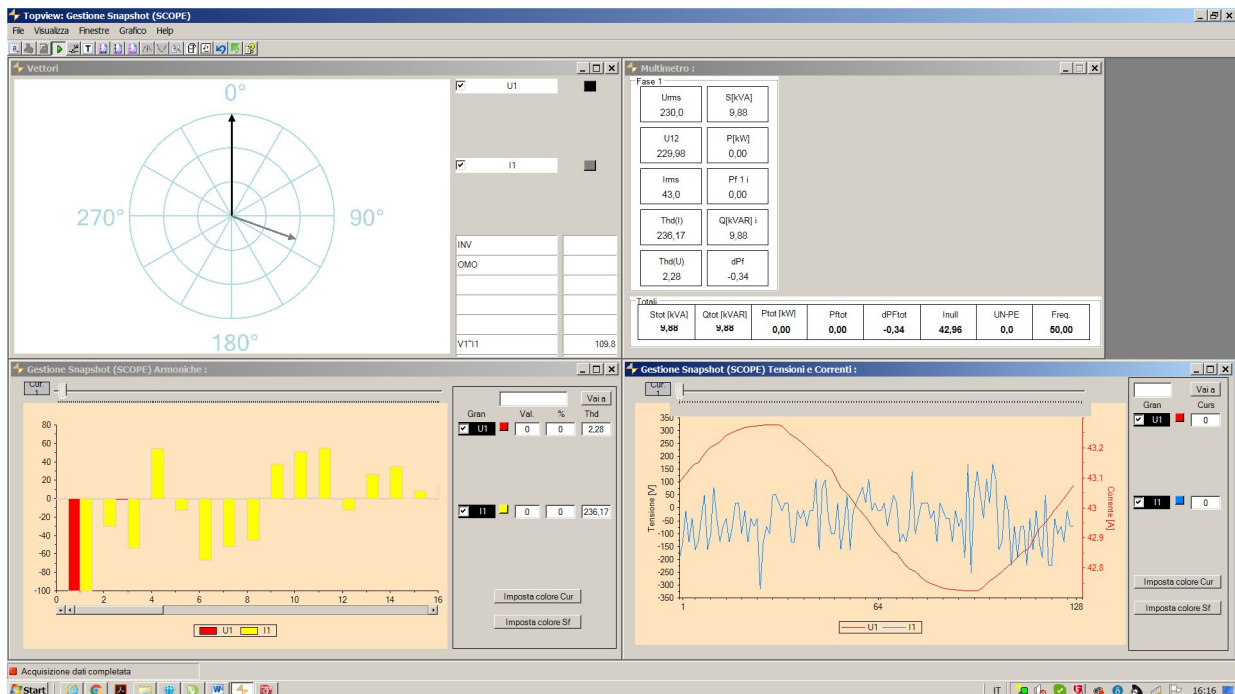 Topview: Gestione Snapshot (SCOPE)
File Visualizza Finestre Grafico Help
Vettori
0°
90°
180°
270°
U1
I1
INV
OMO
V1^I1 109,8
Multimetro :
Fase 1
Urms S[kVA]
230,0 9,88
U12 P[kW]
229,98 0,00
Irms Pf 1 i
43,0 0,00
Thd(I) Q[kVAR] i
236,17 9,88
Thd(U) dPf
2,28 -0,34
Totali
Stot [kVA] Qtot [kVAR] Ptot [kW] Pftot dPFtot Inull UN-PE Freq.
9,88 9,88 0,00 0,00 -0,34 42,96 0,0 50,00
Gestione Snapshot (SCOPE) Armoniche :
Cur.
1
Vai a
Gran Val. % Thd
U1 0 0 2,28
I1 0 0 236,17
80
60
40
20
0
-20
-40
-60
-80
-100
0 2 4 6 8 10 12 14 16
U1 I1
Imposta colore Cur
Imposta colore Sf
Gestione Snapshot (SCOPE) Tensioni e Correnti :
Cur.
1
Vai a
Gran Curs
U1 0
I1 0
350
300
250
200
150
100
50
0
-50
-100
-150
-200
-250
-300
-350
Tensione [V]
43,2
43,1
43
42,9
42,8
Corrente [A]
1 64 128
U1 I1
Imposta colore Cur
Imposta colore Sf
Acquisizione dati completata
Start
IT
16:16